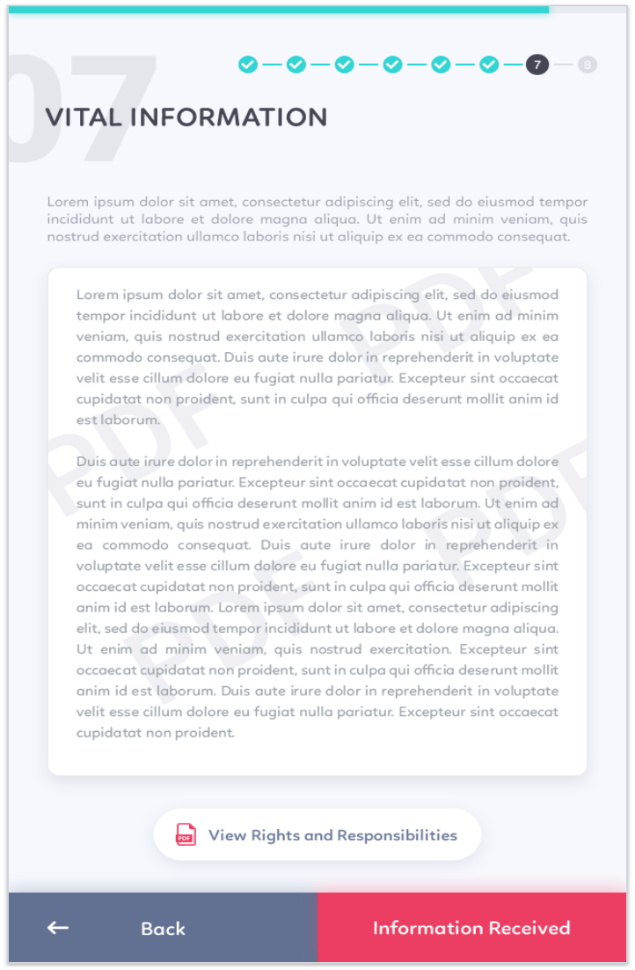 07
7
8
VITAL INFORMATION
Lorem ipsum dolor sit amet, consectetur adipiscing elit, sed do eiusmod tempor
incididunt ut labore et dolore magna aliqua. Ut enim ad minim veniam, quis
nostrud exercitation ullamco laboris nisi ut aliquip ex ea commodo consequat.
Lorem ipsum dolor sit amet, consectetur adipiscing elit, sed do eiusmod
tempor incididunt ut labore et dolore magna aliqua. Ut enim ad minim
veniam, quis nostrud exercitation ullamco laboris nisi ut aliquip ex ea
commodo consequat. Duis aute irure dolor in reprehenderit in voluptate
velit esse cillum dolore eu fugiat nulla pariatur. Excepteur sint occaecat
cupidatat non proident, sunt in culpa qui officia deserunt mollit anim id
est laborum.
Duis aute irure dolor in reprehenderit in voluptate velit esse cillum dolore
eu fugiat nulla pariatur. Excepteur sint occaecat cupidatat non proident,
sunt in culpa qui officia deserunt mollit anim id est laborum. Ut enim ad
minim veniam, quis nostrud exercitation ullamco laboris nisi ut aliquip ex
ea commodo consequat. Duis aute irure dolor in reprehenderit in
voluptate velit esse cillum dolore eu fugiat nulla pariatur. Excepteur sint
occaecat cupidatat non proident, sunt in culpa qui officia deserunt mollit
anim id est laborum. Lorem ipsum dolor sit amet, consectetur adipiscing
elit, sed do eiusmod tempor incididunt ut labore et dolore magna aliqua.
Ut enim ad minim veniam, quis nostrud exercitation. Excepteur sint
occaecat cupidatat non proident, sunt in culpa qui officia deserunt mollit
anim id est laborum. Duis aute irure dolor in reprehenderit in voluptate
velit esse cillum dolore eu fugiat nulla pariatur. Excepteur sint occaecat
cupidatat non proident.
PDF
PDF
PDF
PDF
PDF
View Rights and Responsibilities
Back
Information Received